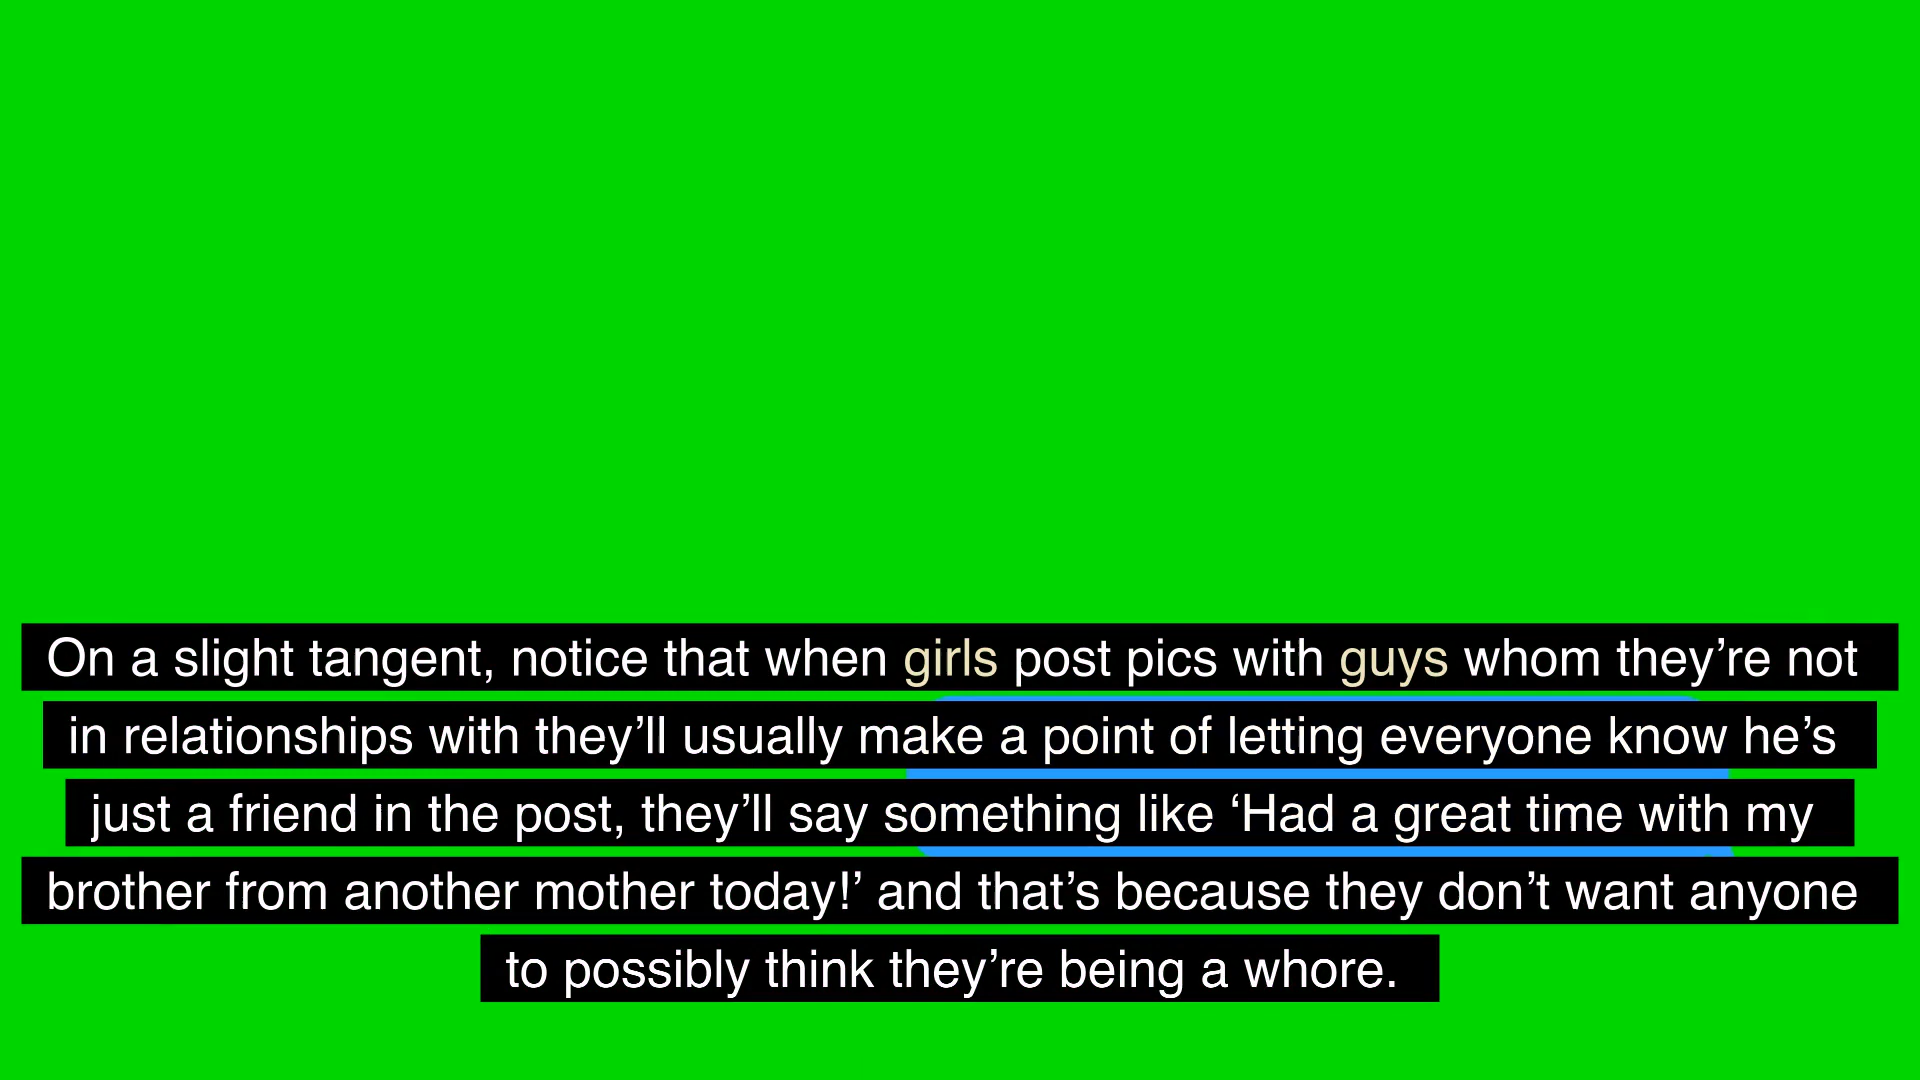 On a slight tangent, notice that when girls post pics with guys whom they’re not
in relationships with they’ll usually make a point of letting everyone know he’s
just a friend in the post, they’ll say something like ‘Had a great time with my
brother from another mother today!’ and that’s because they don’t want anyone
to possibly think they’re being a whore.